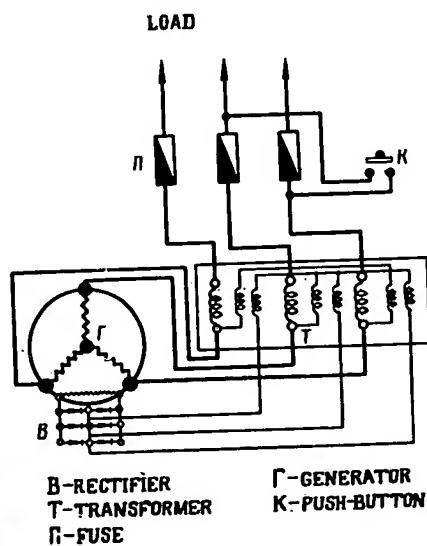 LOAD
П
К
Г
Т
В
В-RECTIFIER
Т-TRANSFORMER
П-FUSE
Г-GENERATOR
К-PUSH-BUTTON